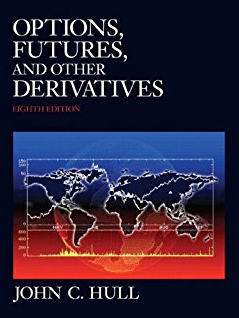 OPTIONS,
FUTURES,
AND OTHER
DERIVATIVES
EIGHTH EDITION
JOHN C. HULL